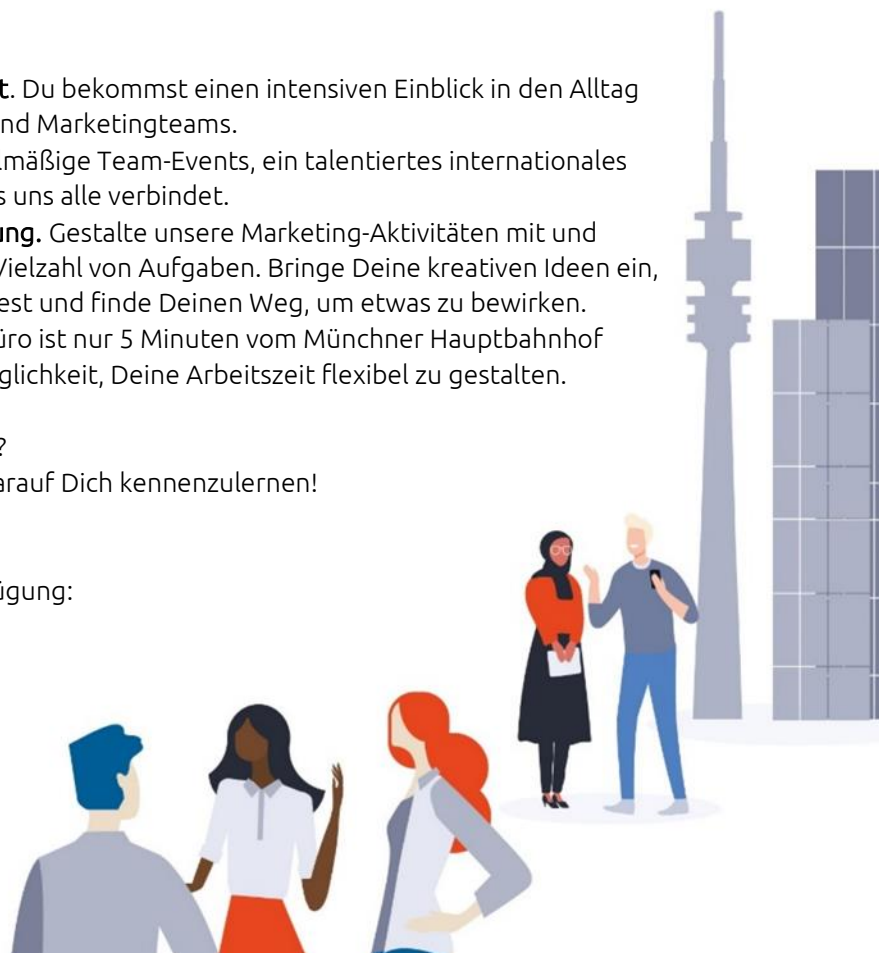 t. Du bekommst einen intensiven Einblick in den Alltag
nd Marketingteams.
lmäßige Team-Events, ein talentiertes internationales
s uns alle verbindet.
ung. Gestalte unsere Marketing-Aktivitäten mit und
Vielzahl von Aufgaben. Bringe Deine kreativen Ideen ein,
est und finde Deinen Weg, um etwas zu bewirken.
üro ist nur 5 Minuten vom Münchner Hauptbahnhof
glichkeit, Deine Arbeitszeit flexibel zu gestalten.
?
arauf Dich kennenzulernen!
ügung: